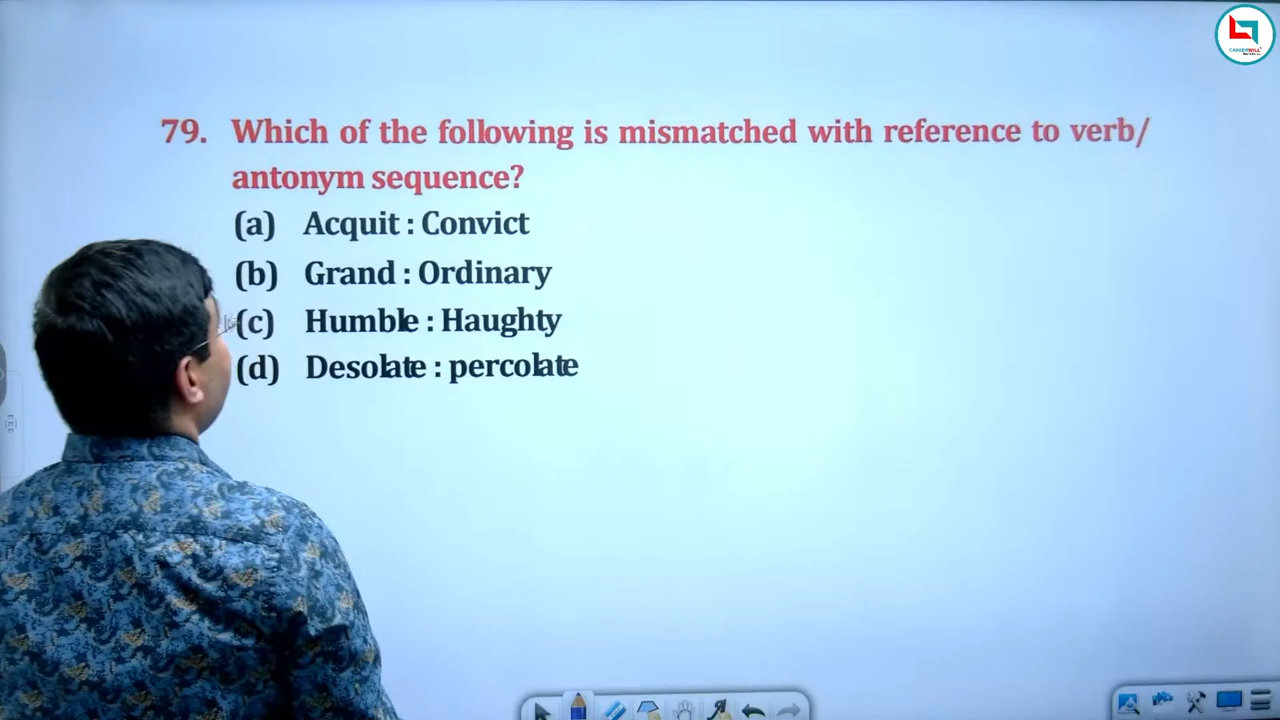 CAREERWILL
79. Which of the following is mismatched with reference to verb/
antonym sequence?
(a) Acquit : Convict
(b) Grand : Ordinary
(c) Humble : Haughty
(d) Desolate : percolate